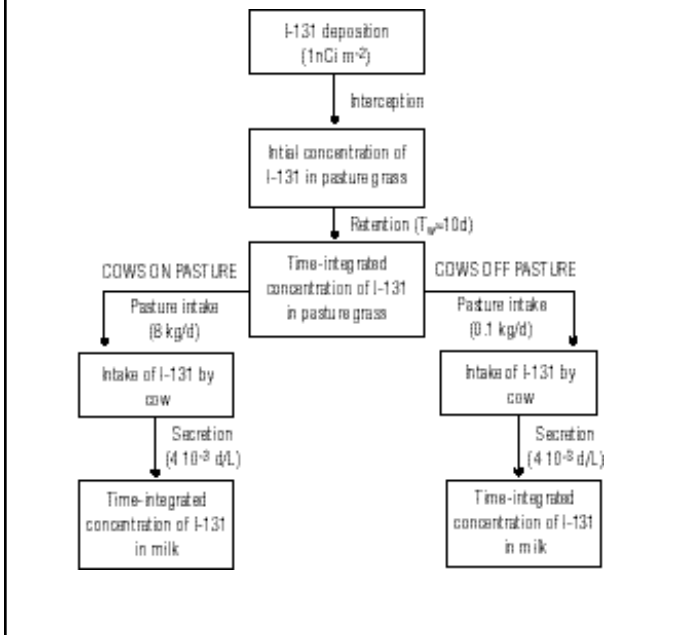 I-131 deposition
(1nCi m-2)
Interception
Intial concentration of
I-131 in pasture grass
Retention (Tw=10d)
Time-integrated
concentration of I-131
in pasture grass
COWS ON PASTURE
Pasture intake
(8 kg/d)
COWS OFF PASTURE
Pasture intake
(0.1 kg/d)
Intake of I-131 by
cow
Intake of I-131 by
cow
Secretion
(4 10-3 d/L)
Secretion
(4 10-3 d/L)
Time-integrated
concentration of I-131
in milk
Time-integrated
concentration of I-131
in milk